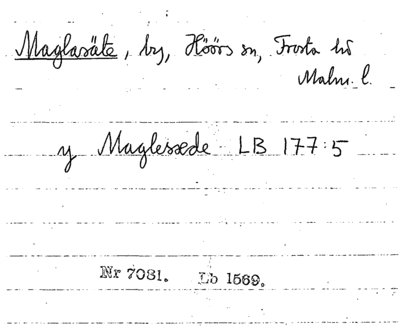 Maglasäte, by, Höörs sn, Frosta hd
Malm. l.
y Maglesæde LB 177:5
Nr 7081. Lb 1569.